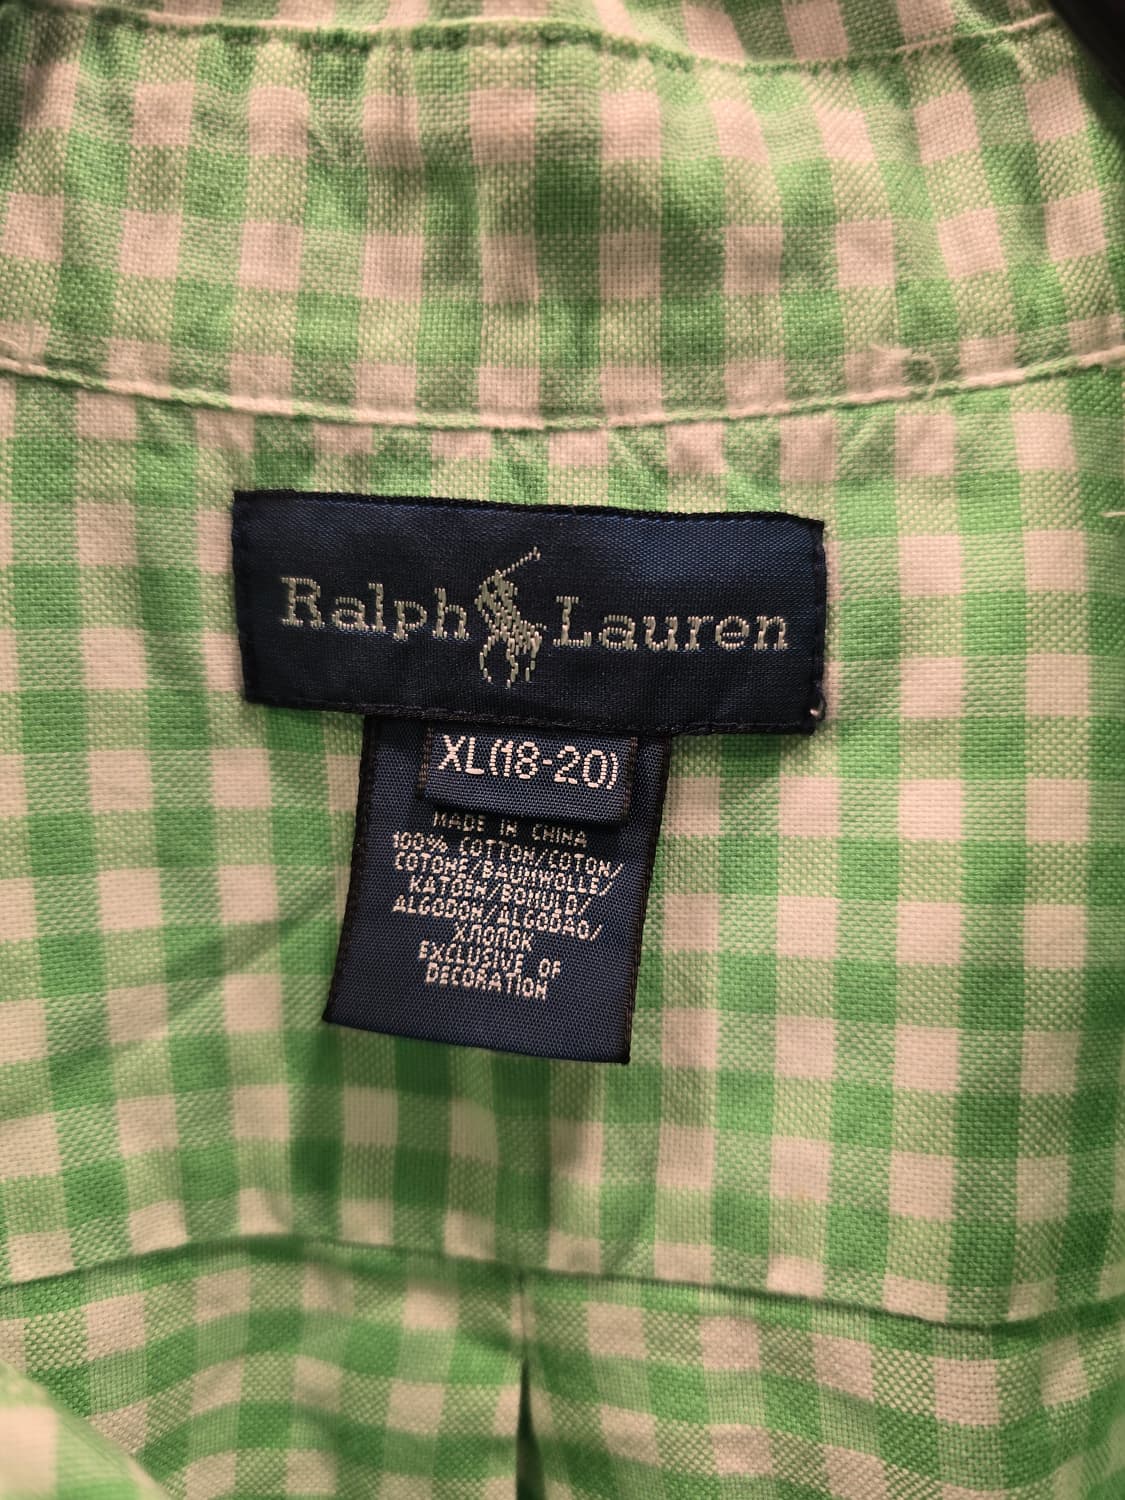 Ralph Lauren
XL(18-20)
MADE IN CHINA
100% COTTON/COTON/
COTONE/BAUMWOLLE/
KATOEN/BOMULD/
ALGODON/ALGODAO/
ХЛОПОК
EXCLUSIVE OF
DECORATION